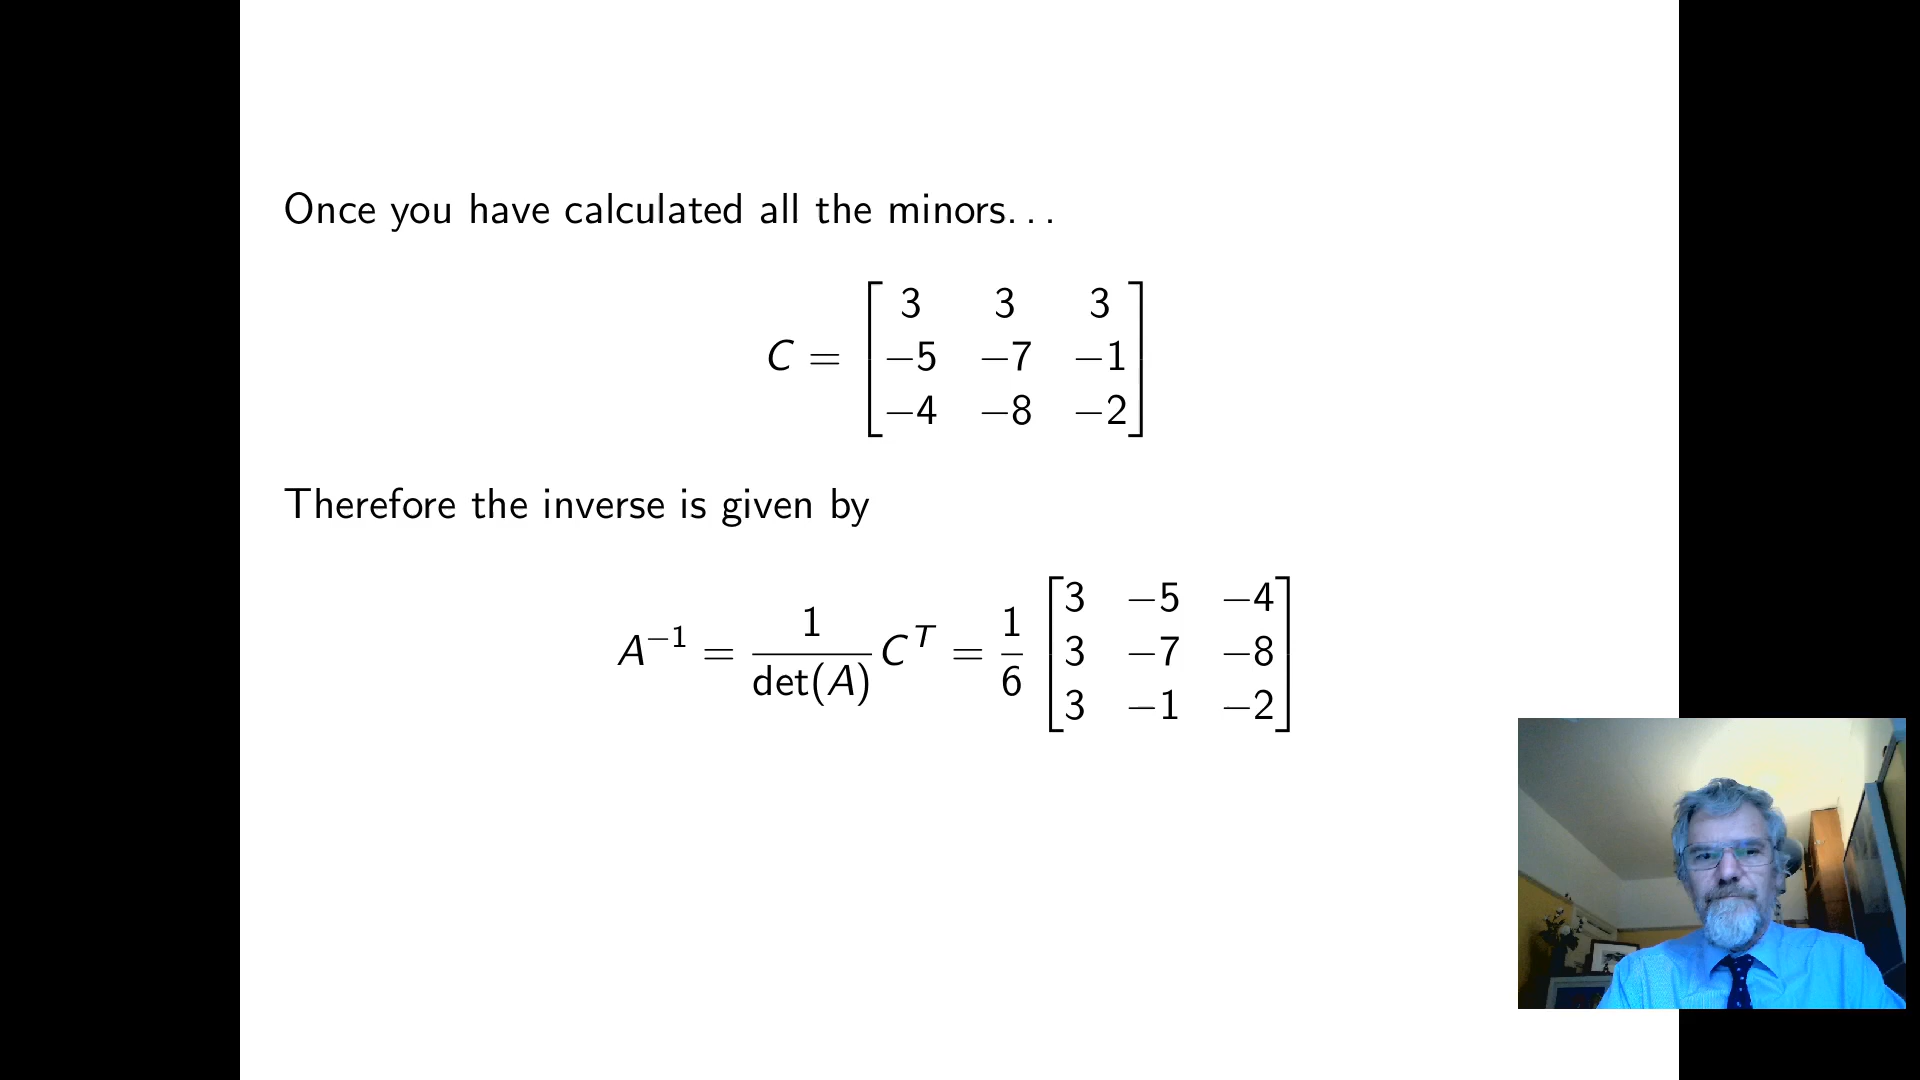 Once you have calculated all the minors...
C = [3 3 3
−5 −7 −1
−4 −8 −2]
Therefore the inverse is given by
A⁻¹ = 1/det(A) Cᵀ = 1/6 [3 −5 −4
3 −7 −8
3 −1 −2]